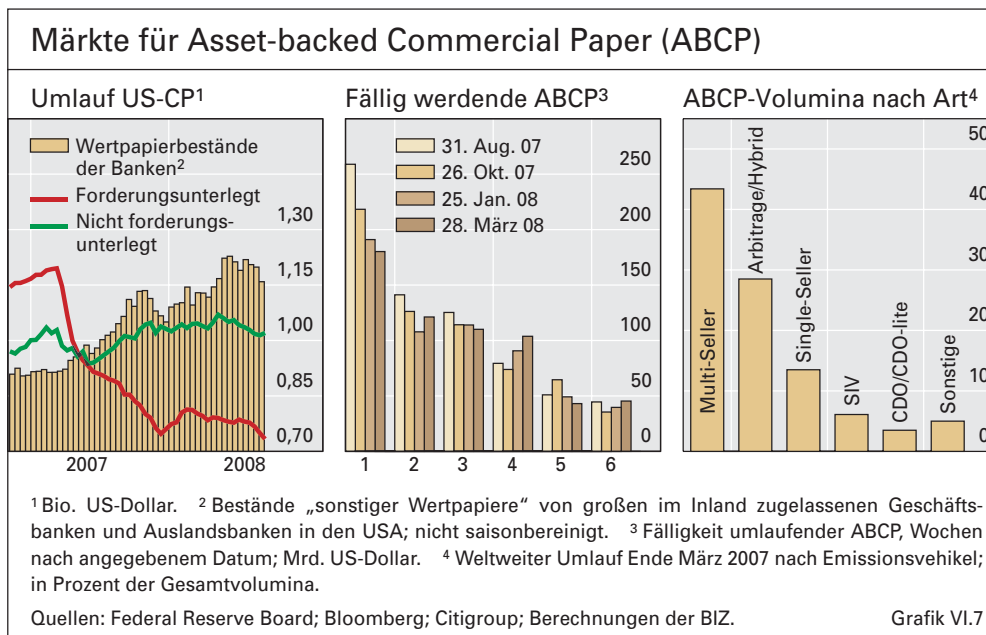 Märkte für Asset-backed Commercial Paper (ABCP)
Umlauf US-CP¹
Wertpapierbestände
der Banken²
Forderungsunterlegt
Nicht forderungs-
unterlegt
1,30
1,15
1,00
0,85
0,70
2007 2008
Fällig werdende ABCP³
31. Aug. 07
26. Okt. 07
25. Jan. 08
28. März 08
250
200
150
100
50
0
1 2 3 4 5 6
ABCP-Volumina nach Art⁴
Multi-Seller
Arbitrage/Hybrid
Single-Seller
SIV
CDO/CDO-lite
Sonstige
50
40
30
20
10
0
¹ Bio. US-Dollar. ² Bestände „sonstiger Wertpapiere“ von großen im Inland zugelassenen Geschäfts-
banken und Auslandsbanken in den USA; nicht saisonbereinigt. ³ Fälligkeit umlaufender ABCP, Wochen
nach angegebenem Datum; Mrd. US-Dollar. ⁴ Weltweiter Umlauf Ende März 2007 nach Emissionsvehikel;
in Prozent der Gesamtvolumina.
Quellen: Federal Reserve Board; Bloomberg; Citigroup; Berechnungen der BIZ. Grafik VI.7